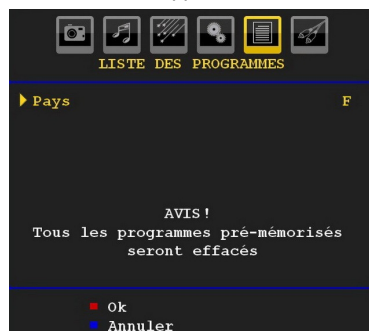 LISTE DES PROGRAMMES
Pays F
AVIS!
Tous les programmes pré-mémorisés
seront effacés
Ok
Annuler